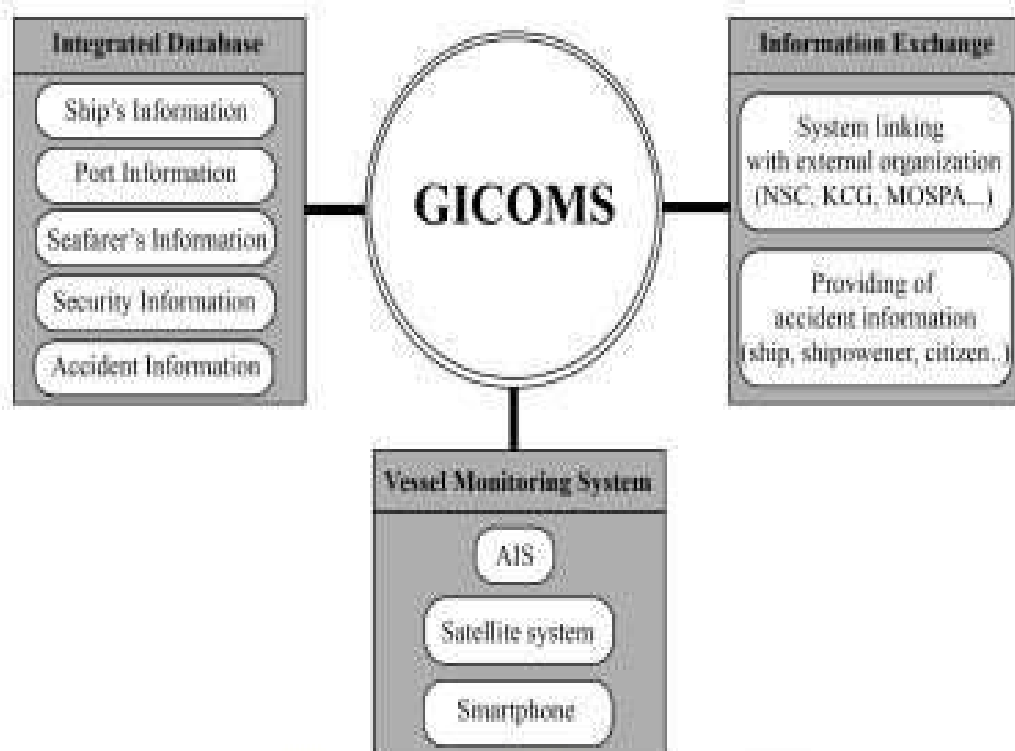 Integrated Database
Ship's Information
Port Information
Seafarer's Information
Security Information
Accident Information
GICOMS
Information Exchange
System linking
with external organization
(NSC, KCG, MOSPA...)
Providing of
accident information
(ship, shipowener, citizen..)
Vessel Monitoring System
AIS
Satellite system
Smartphone